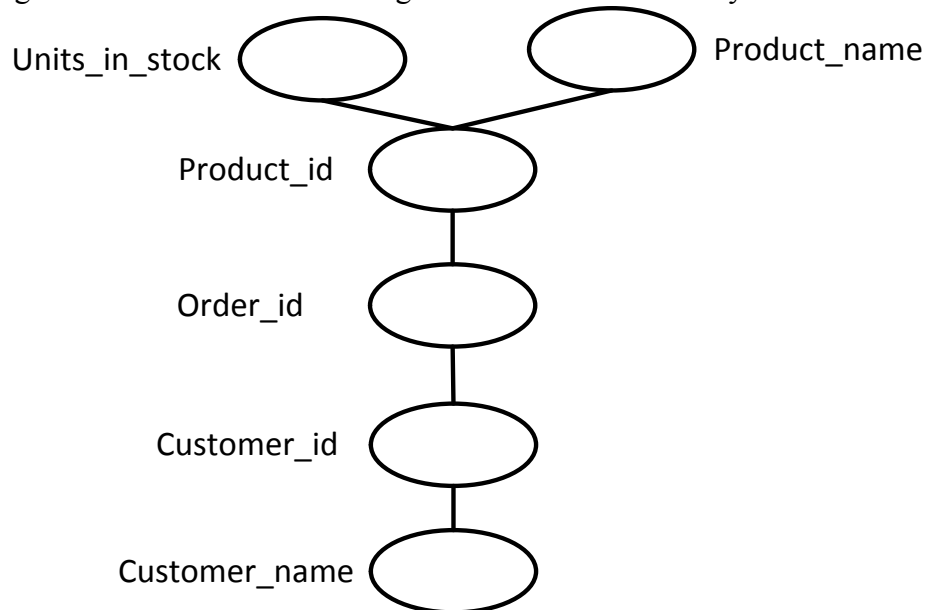 Units_in_stock
Product_name
Product_id
Order_id
Customer_id
Customer_name